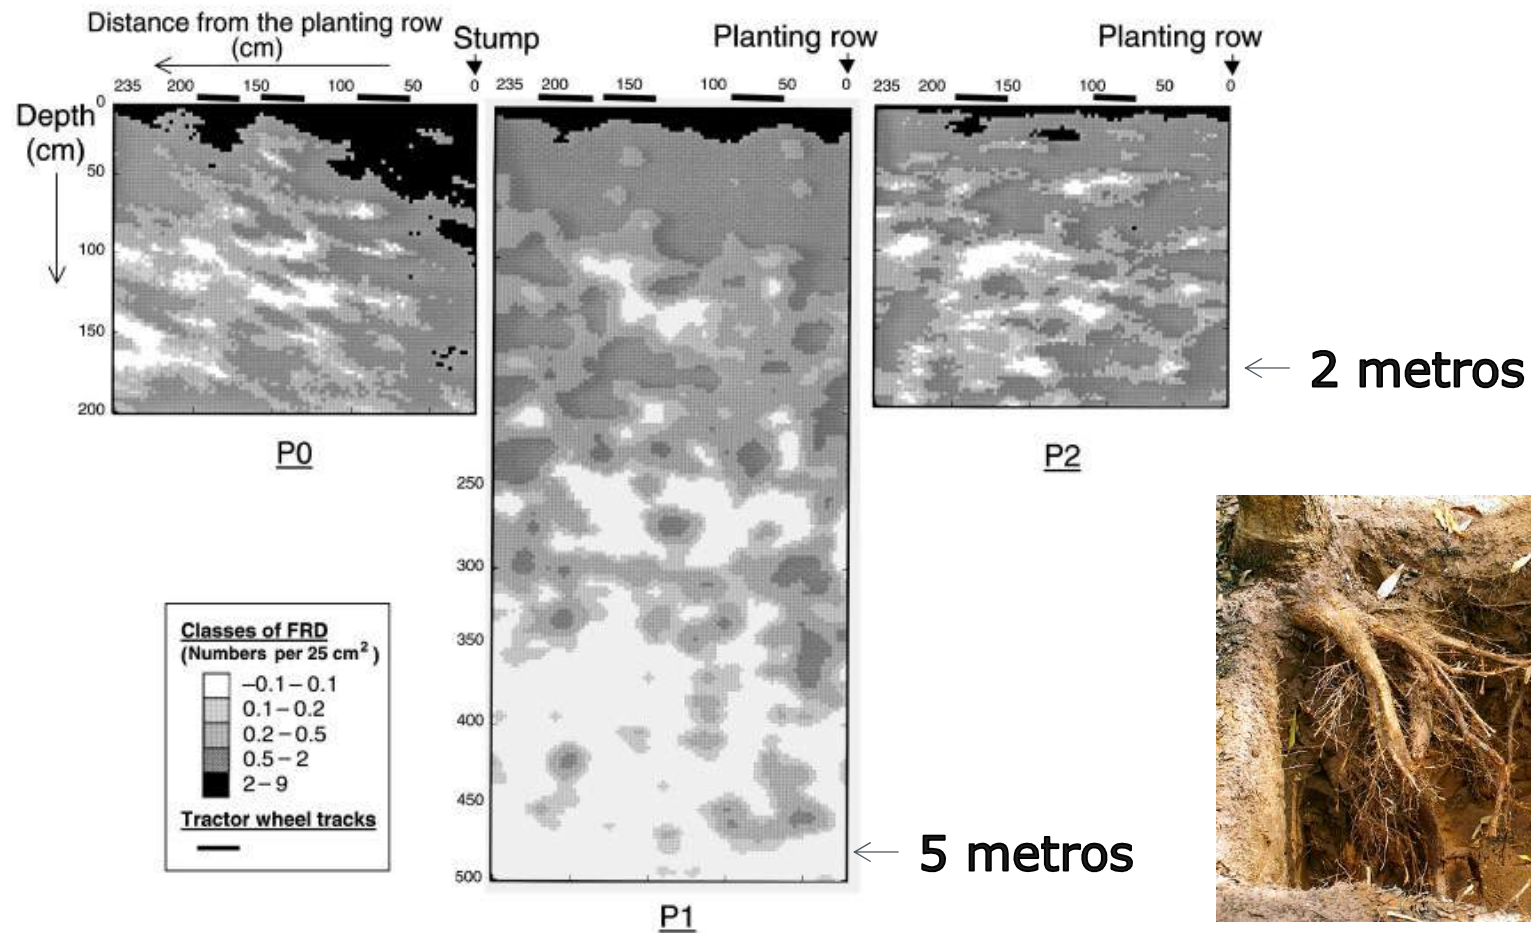 Distance from the planting row
(cm)
Stump
Planting row
Planting row
235 200 150 100 50 0
235 200 150 100 50 0
235 200 150 100 50 0
Depth
(cm)
0
50
100
150
200
P0
250
300
350
400
450
500
P1
P2
2 metros
5 metros
Classes of FRD
(Numbers per 25 cm²)
–0.1–0.1
0.1–0.2
0.2–0.5
0.5–2
2–9
Tractor wheel tracks